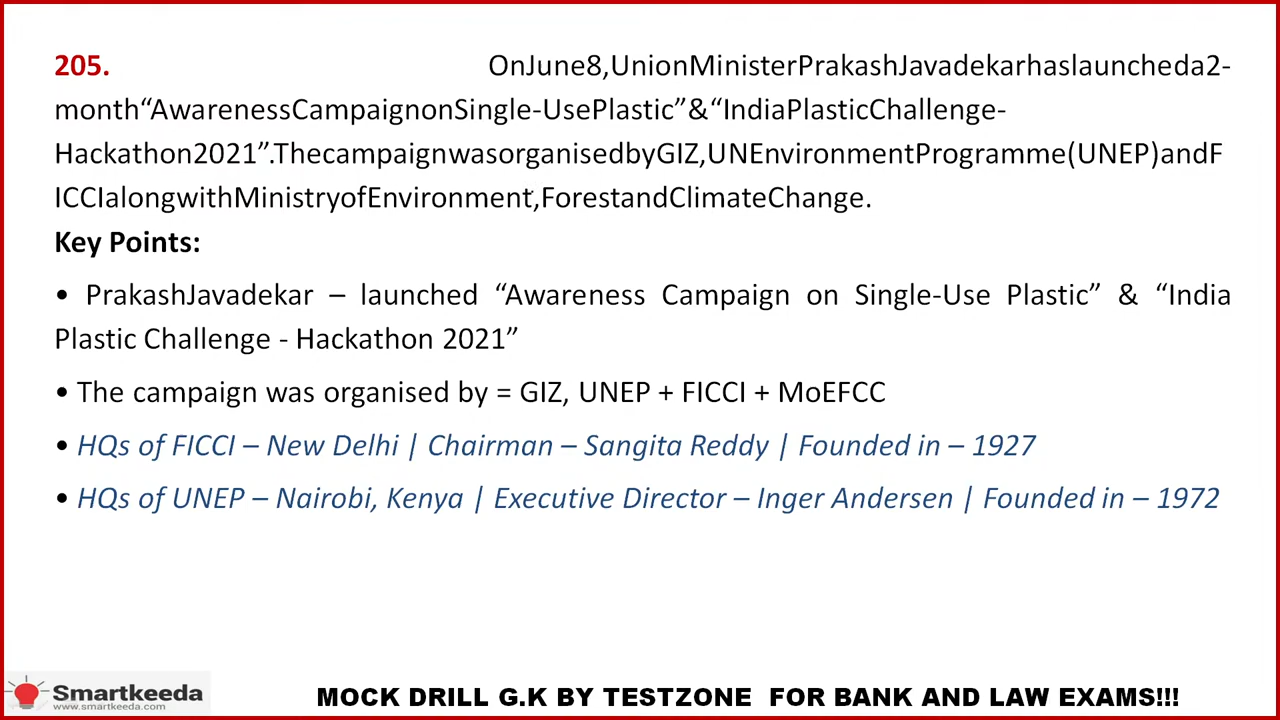 205. OnJune8,UnionMinisterPrakashJavadekarhaslauncheda2-
month“AwarenessCampaignonSingle-UsePlastic”&“IndiaPlasticChallenge-
Hackathon2021”.ThecampaignwasorganisedbyGIZ,UNEnvironmentProgramme(UNEP)andF
ICCIalongwithMinistryofEnvironment,ForestandClimateChange.
Key Points:
• PrakashJavadekar – launched “Awareness Campaign on Single-Use Plastic” & “India
Plastic Challenge - Hackathon 2021”
• The campaign was organised by = GIZ, UNEP + FICCI + MoEFCC
• HQs of FICCI – New Delhi | Chairman – Sangita Reddy | Founded in – 1927
• HQs of UNEP – Nairobi, Kenya | Executive Director – Inger Andersen | Founded in – 1972
Smartkeeda
www.smartkeeda.com
MOCK DRILL G.K BY TESTZONE FOR BANK AND LAW EXAMS!!!